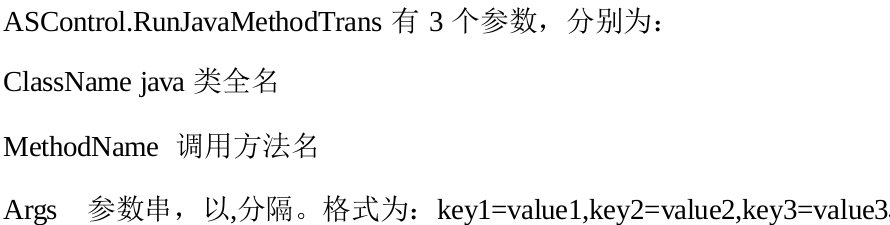 ASControl.RunJavaMethodTrans 有 3 个参数，分别为：
ClassName java 类全名
MethodName 调用方法名
Args 参数串，以,分隔。格式为：key1=value1,key2=value2,key3=value3.